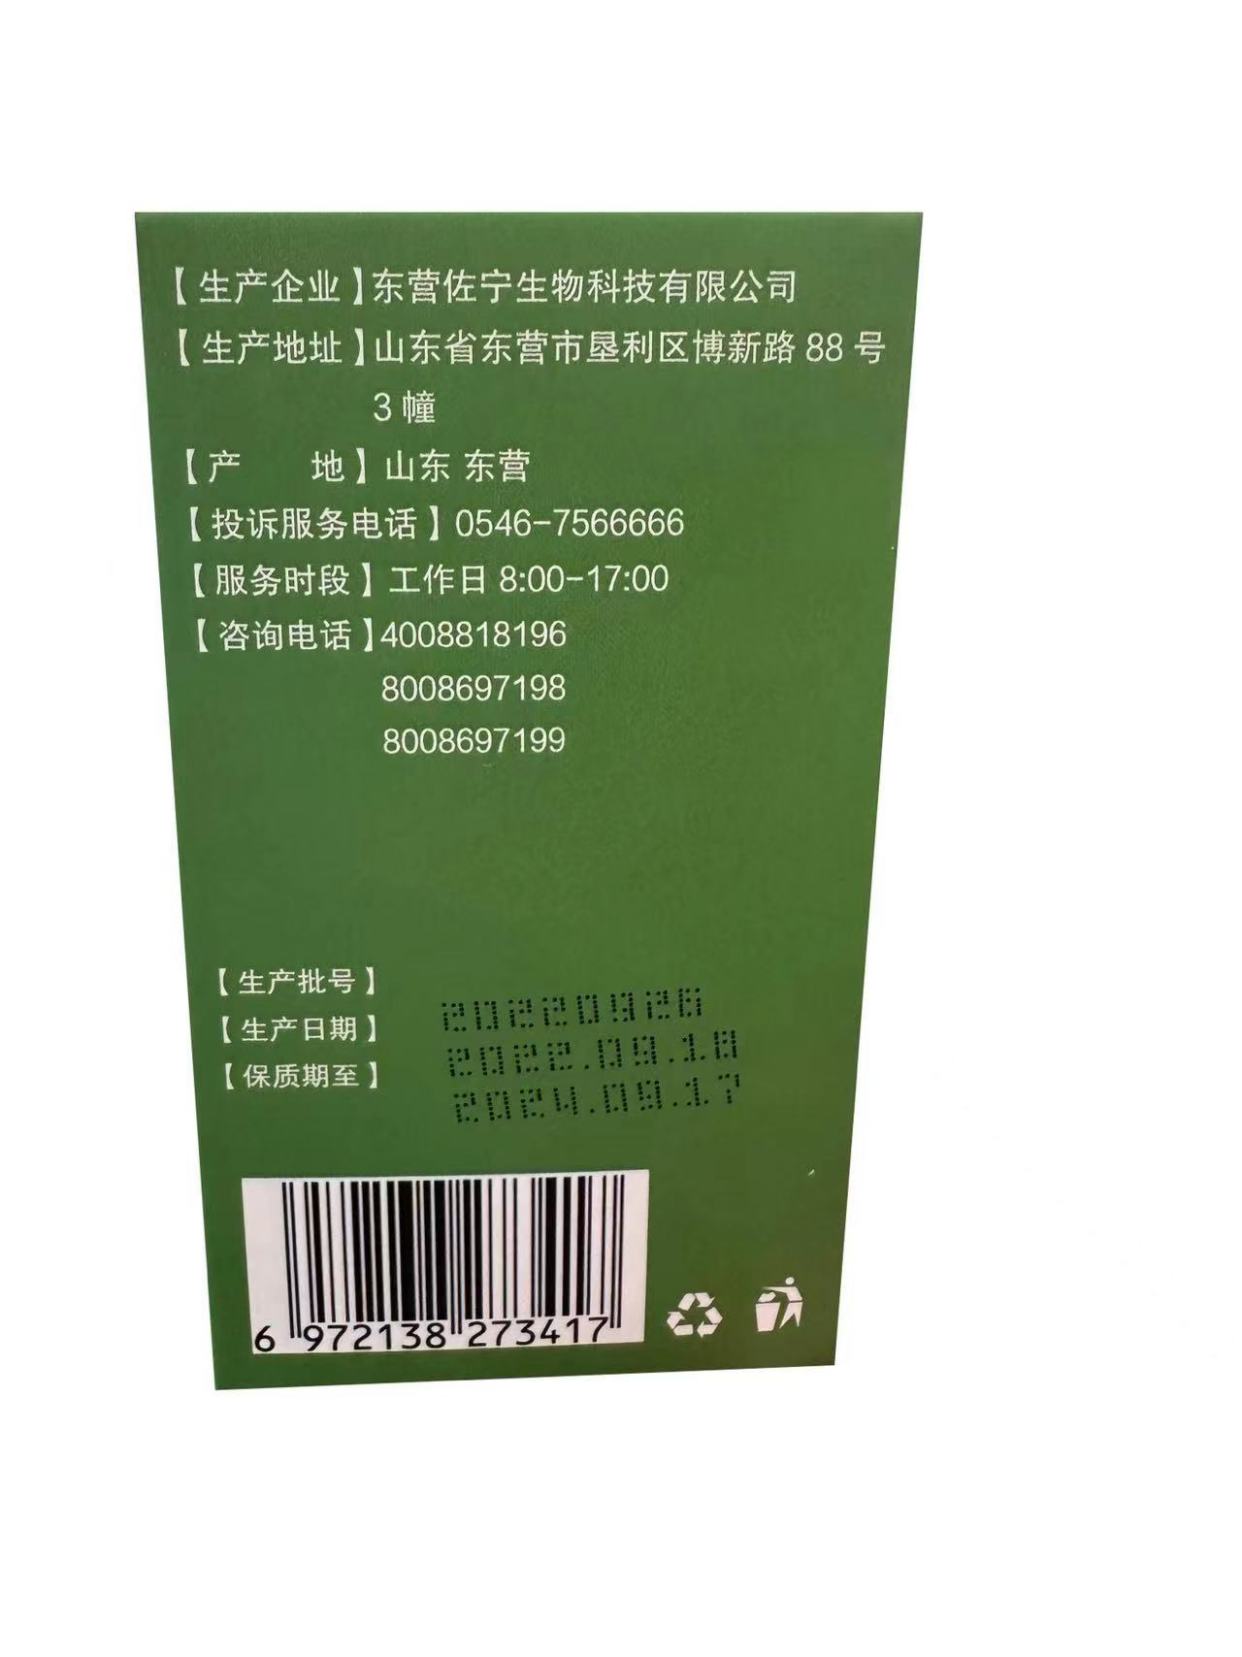 【生产企业】东营佐宁生物科技有限公司
【生产地址】山东省东营市垦利区博新路 88 号
3 幢
【产 地】山东 东营
【投诉服务电话】0546-7566666
【服务时段】工作日 8:00-17:00
【咨询电话】4008818196
8008697198
8008697199
【生产批号】20220926
【生产日期】2022.09.18
【保质期至】2024.09.17
6 972138 273417